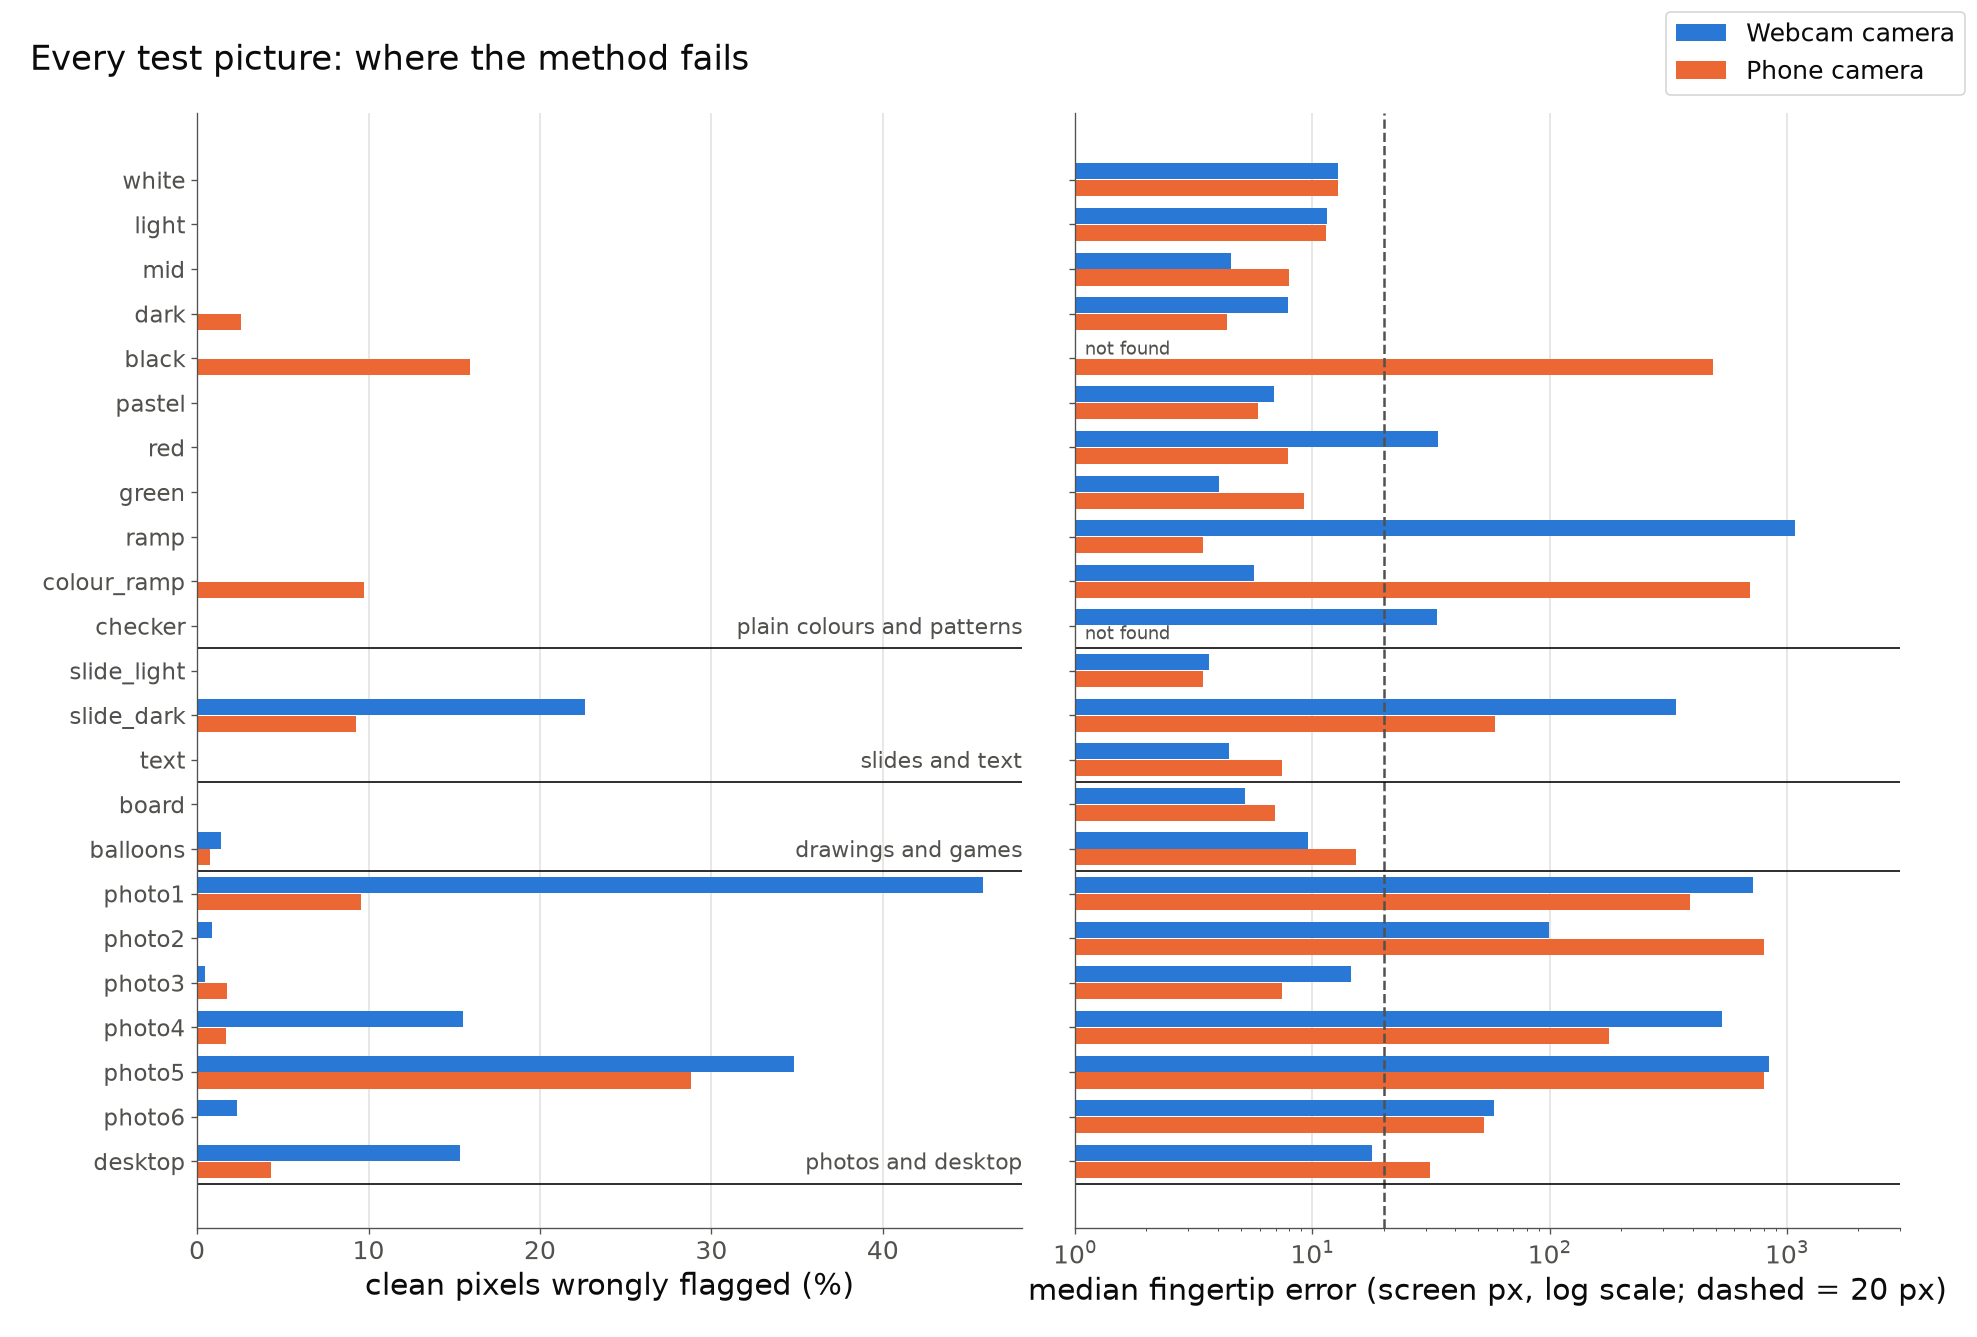 Every test picture: where the method fails
Webcam camera
Phone camera
white
light
mid
dark
black
pastel
red
green
ramp
colour_ramp
checker
slide_light
slide_dark
text
board
balloons
photo1
photo2
photo3
photo4
photo5
photo6
desktop
plain colours and patterns
slides and text
drawings and games
photos and desktop
0 10 20 30 40
clean pixels wrongly flagged (%)
not found
not found
10⁰ 10¹ 10² 10³
median fingertip error (screen px, log scale; dashed = 20 px)